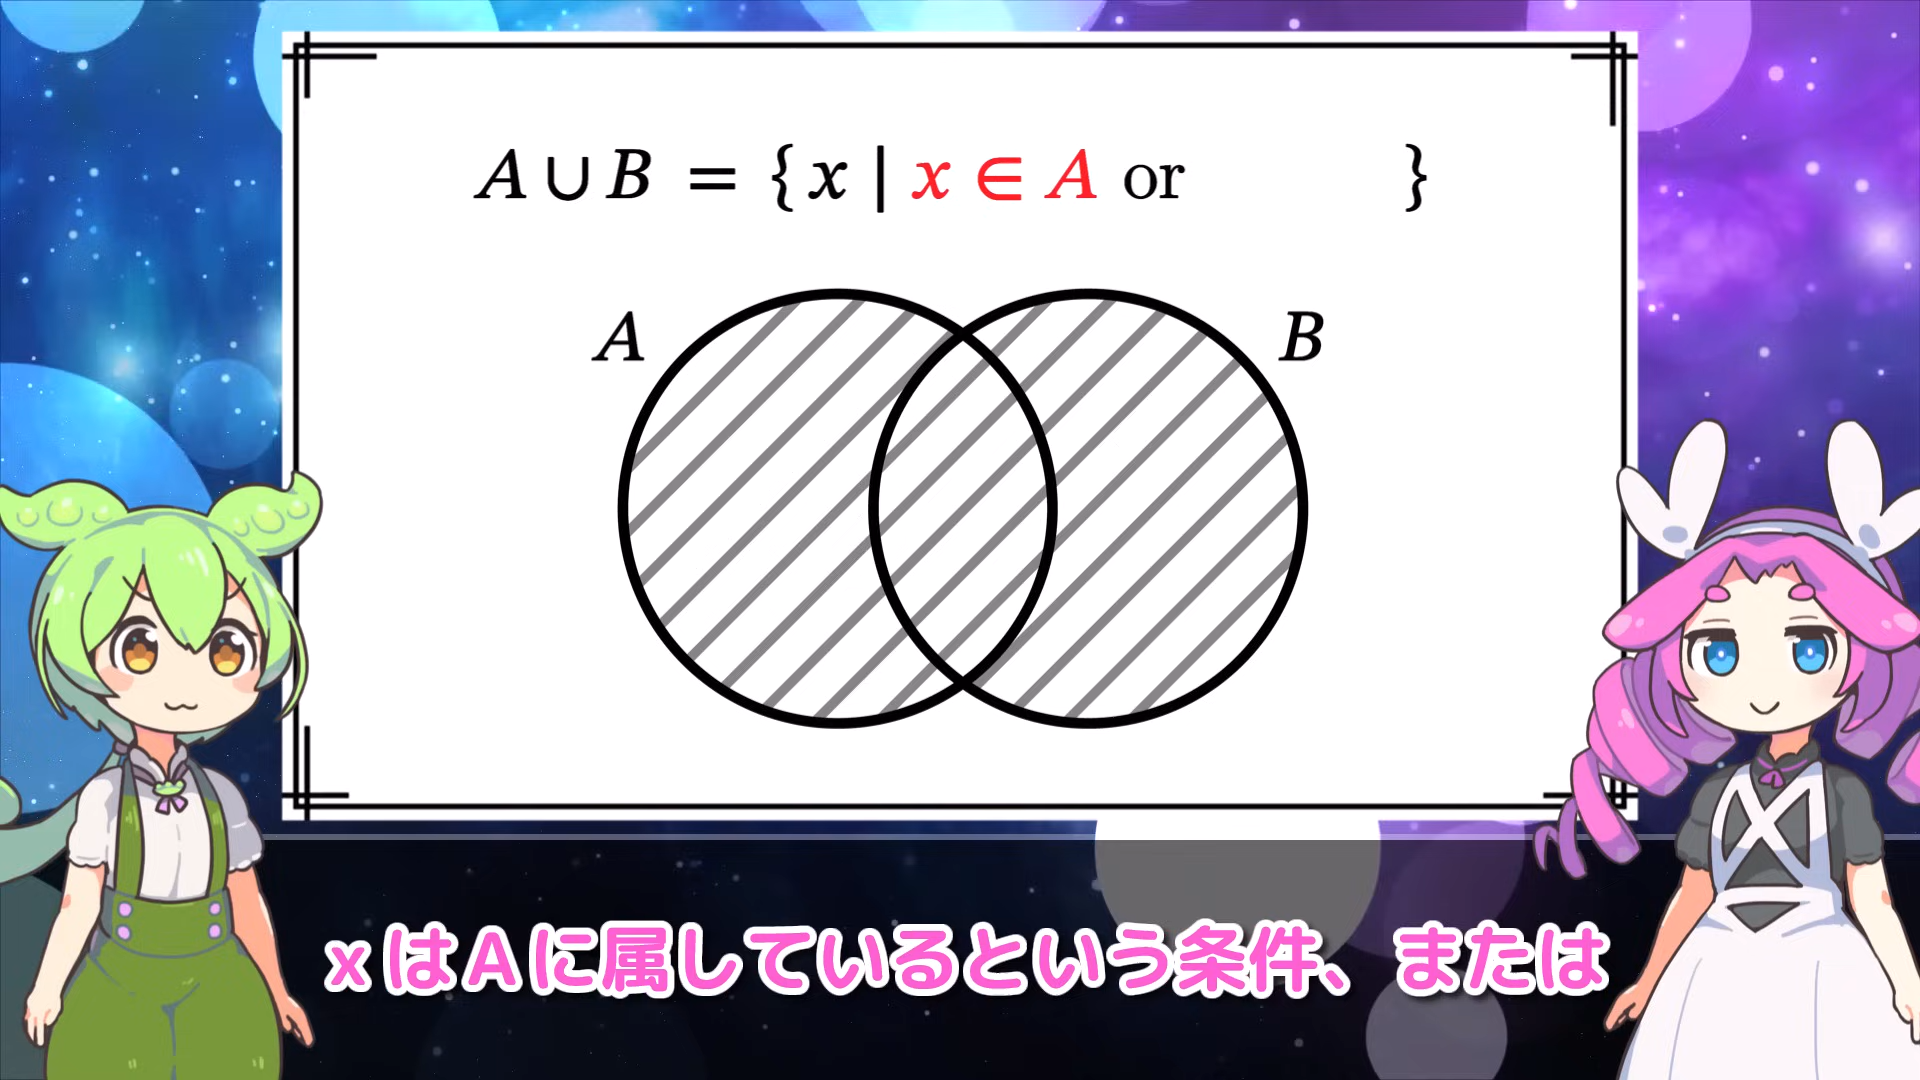 A ∪ B = { x | x ∈ A or }
A
B
xはAに属しているという条件、または